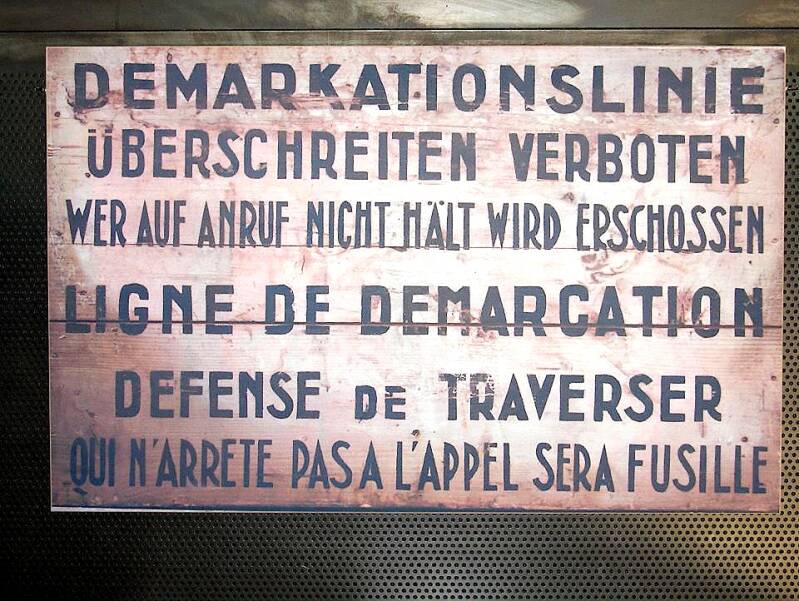 DEMARKATIONSLINIE
ÜBERSCHREITEN VERBOTEN
WER AUF ANRUF NICHT HÄLT WIRD ERSCHOSSEN
LIGNE DE DEMARCATION
DEFENSE DE TRAVERSER
QUI N'ARRETE PAS A L'APPEL SERA FUSILLE